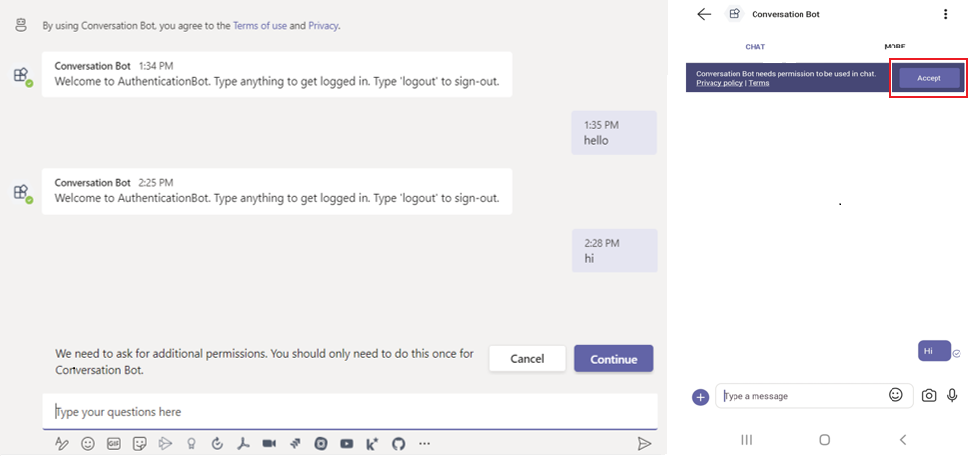 By using Conversation Bot, you agree to the Terms of use and Privacy.
Conversation Bot 1:34 PM
Welcome to AuthenticationBot. Type anything to get logged in. Type 'logout' to sign-out.
1:35 PM
hello
Conversation Bot 2:25 PM
Welcome to AuthenticationBot. Type anything to get logged in. Type 'logout' to sign-out.
2:28 PM
hi
We need to ask for additional permissions. You should only need to do this once for
Conversation Bot.
Cancel
Continue
Type your questions here
GIF
Conversation Bot
CHAT
MORE
Conversation Bot needs permission to be used in chat.
Privacy policy | Terms
Accept
Hi
Type a message